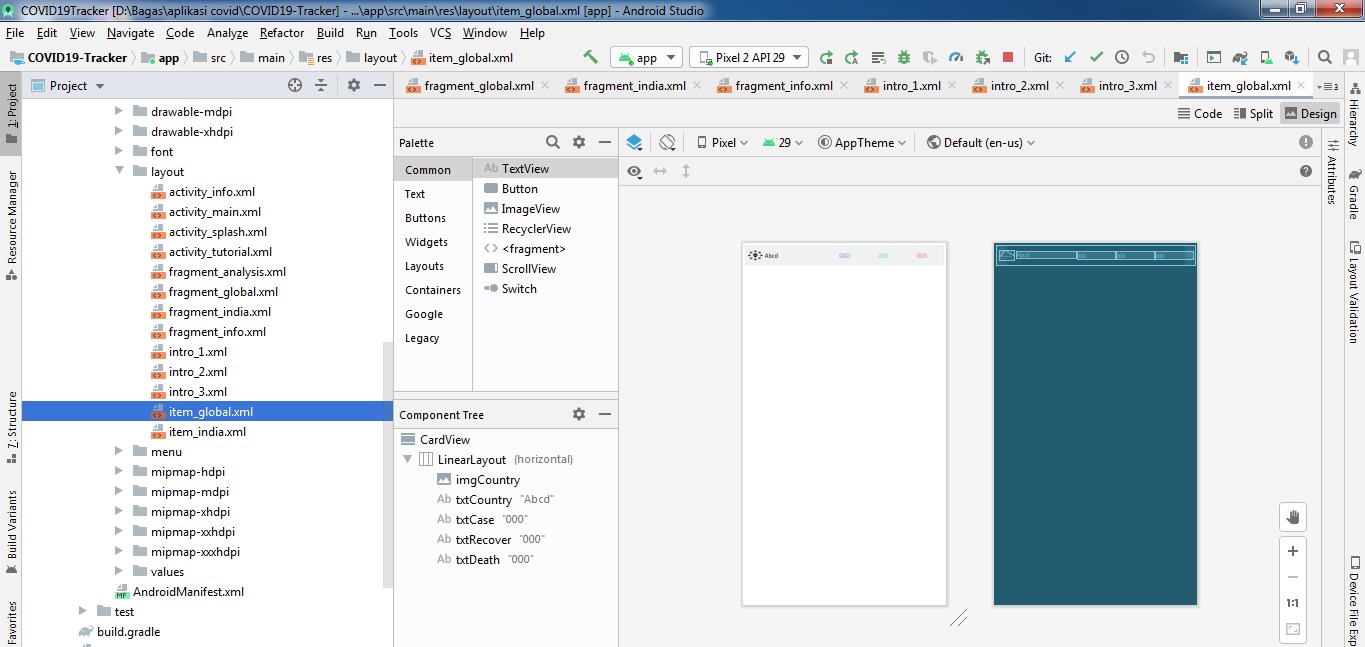 COVID19Tracker [D:\Bagas\aplikasi covid\COVID19-Tracker] - ...\app\src\main\res\layout\item_global.xml [app] - Android Studio
File Edit View Navigate Code Analyze Refactor Build Run Tools VCS Window Help
COVID19-Tracker app src main res layout item_global.xml app Pixel 2 API 29 Git:
Project
fragment_global.xml fragment_india.xml fragment_info.xml intro_1.xml intro_2.xml intro_3.xml item_global.xml
Code Split Design
1: Project
Resource Manager
7: Structure
Build Variants
Favorites
drawable-mdpi
drawable-xhdpi
font
layout
activity_info.xml
activity_main.xml
activity_splash.xml
activity_tutorial.xml
fragment_analysis.xml
fragment_global.xml
fragment_india.xml
fragment_info.xml
intro_1.xml
intro_2.xml
intro_3.xml
item_global.xml
item_india.xml
menu
mipmap-hdpi
mipmap-mdpi
mipmap-xhdpi
mipmap-xxhdpi
mipmap-xxxhdpi
values
AndroidManifest.xml
test
build.gradle
Palette
Common
Text
Buttons
Widgets
Layouts
Containers
Google
Legacy
Ab TextView
Button
ImageView
RecyclerView
<fragment>
ScrollView
Switch
Component Tree
CardView
LinearLayout (horizontal)
imgCountry
Ab txtCountry "Abcd"
Ab txtCase "000"
Ab txtRecover "000"
Ab txtDeath "000"
Pixel 29 AppTheme Default (en-us)
Abcd 000 000 000
Abcd 000 000 000
1:1
Attributes
Hierarchy
Gradle
Layout Validation
Device File Exp